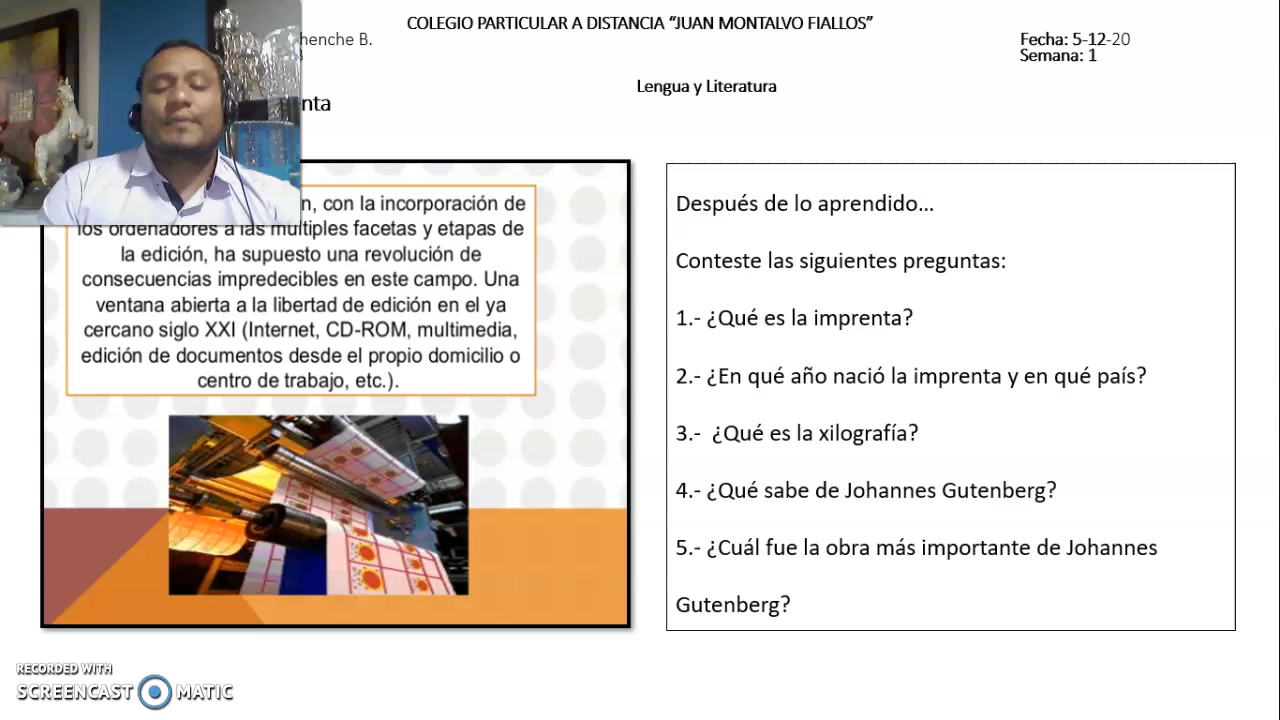 COLEGIO PARTICULAR A DISTANCIA “JUAN MONTALVO FIALLOS”
B.
Fecha: 5-12-20
Semana: 1
Lengua y Literatura
con la incorporación de
los ordenadores a las múltiples facetas y etapas de
la edición, ha supuesto una revolución de
consecuencias impredecibles en este campo. Una
ventana abierta a la libertad de edición en el ya
cercano siglo XXI (Internet, CD-ROM, multimedia,
edición de documentos desde el propio domicilio o
centro de trabajo, etc.).
Después de lo aprendido...
Conteste las siguientes preguntas:
1.- ¿Qué es la imprenta?
2.- ¿En qué año nació la imprenta y en qué país?
3.- ¿Qué es la xilografía?
4.- ¿Qué sabe de Johannes Gutenberg?
5.- ¿Cuál fue la obra más importante de Johannes
Gutenberg?
RECORDED WITH
SCREENCAST MATIC